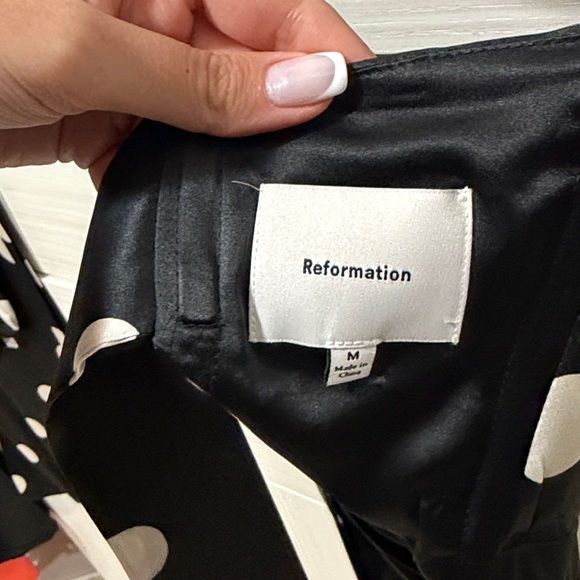 Reformation
M
Made in
China